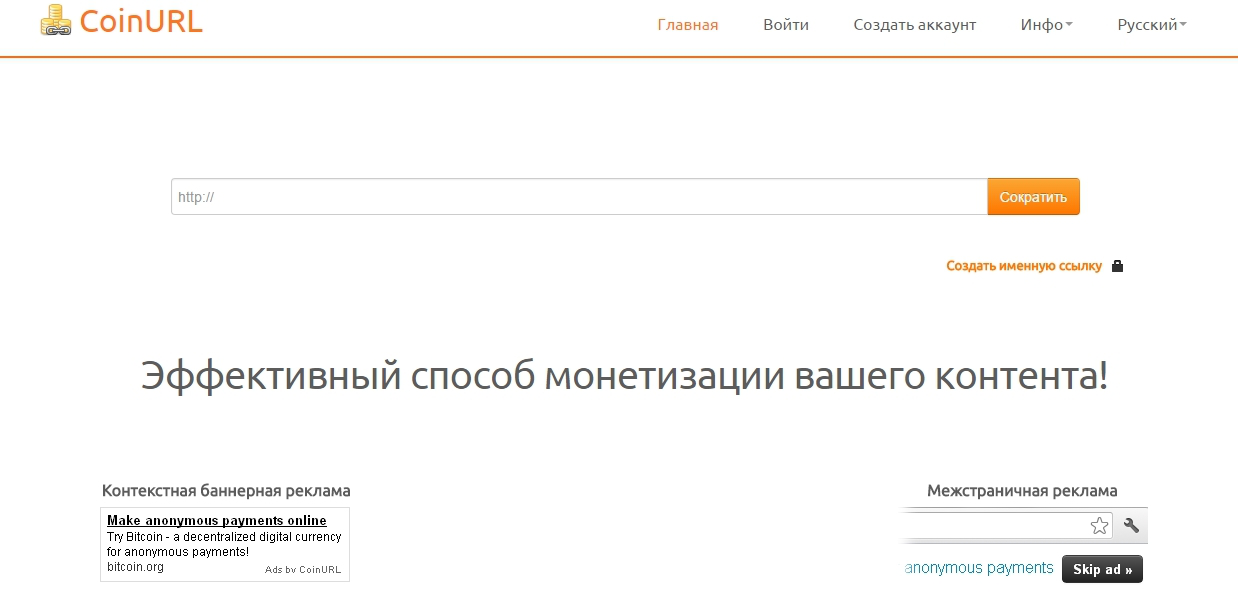 CoinURL
Главная Войти Создать аккаунт Инфо Русский
http:// Сократить
Создать именную ссылку
Эффективный способ монетизации вашего контента!
Контекстная баннерная реклама
Make anonymous payments online
Try Bitcoin - a decentralized digital currency
for anonymous payments!
bitcoin.org Ads by CoinURL
Межстраничная реклама
anonymous payments Skip ad »